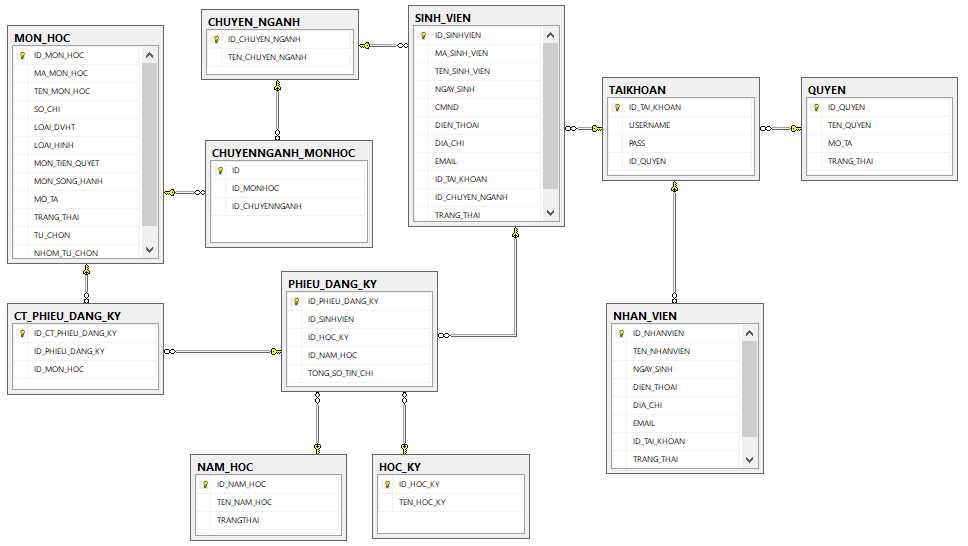 MON_HOC
ID_MON_HOC
MA_MON_HOC
TEN_MON_HOC
SO_CHI
LOAI_DVHT
LOAI_HINH
MON_TIEN_QUYET
MON_SONG_HANH
MO_TA
TRANG_THAI
TU_CHON
NHOM_TU_CHON
CHUYEN_NGANH
ID_CHUYEN_NGANH
TEN_CHUYEN_NGANH
CHUYENNGANH_MONHOC
ID
ID_MONHOC
ID_CHUYENNGANH
SINH_VIEN
ID_SINHVIEN
MA_SINH_VIEN
TEN_SINH_VIEN
NGAY_SINH
CMND
DIEN_THOAI
DIA_CHI
EMAIL
ID_TAI_KHOAN
ID_CHUYEN_NGANH
TRANG_THAI
TAIKHOAN
ID_TAI_KHOAN
USERNAME
PASS
ID_QUYEN
QUYEN
ID_QUYEN
TEN_QUYEN
MO_TA
TRANG_THAI
CT_PHIEU_DANG_KY
ID_CT_PHIEU_DANG_KY
ID_PHIEU_DANG_KY
ID_MON_HOC
PHIEU_DANG_KY
ID_PHIEU_DANG_KY
ID_SINHVIEN
ID_HOC_KY
ID_NAM_HOC
TONG_SO_TIN_CHI
NHAN_VIEN
ID_NHANVIEN
TEN_NHANVIEN
NGAY_SINH
DIEN_THOAI
DIA_CHI
EMAIL
ID_TAI_KHOAN
TRANG_THAI
NAM_HOC
ID_NAM_HOC
TEN_NAM_HOC
TRANGTHAI
HOC_KY
ID_HOC_KY
TEN_HOC_KY